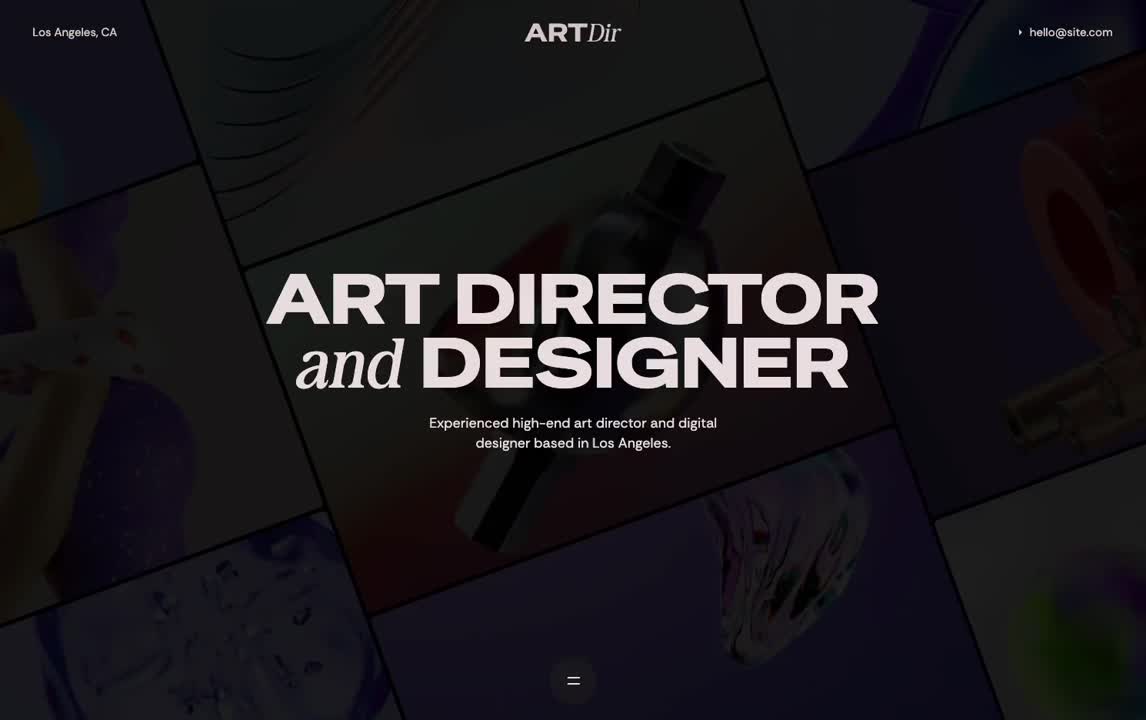 Los Angeles, CA
ARTDir
hello@site.com
ART DIRECTOR
and DESIGNER
Experienced high-end art director and digital
designer based in Los Angeles.